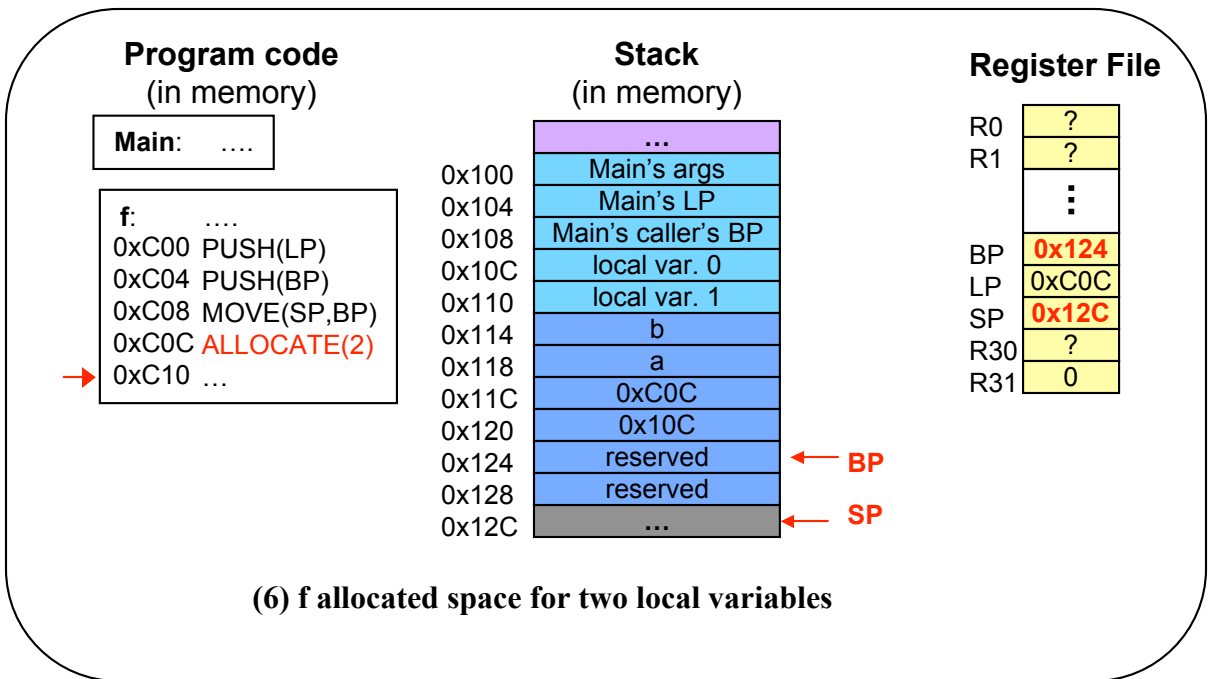 Program code
(in memory)
Main: ….
f: ….
0xC00 PUSH(LP)
0xC04 PUSH(BP)
0xC08 MOVE(SP,BP)
0xC0C ALLOCATE(2)
0xC10 …
Stack
(in memory)
…
0x100 Main’s args
0x104 Main’s LP
0x108 Main’s caller’s BP
0x10C local var. 0
0x110 local var. 1
0x114 b
0x118 a
0x11C 0xC0C
0x120 0x10C
0x124 reserved BP
0x128 reserved
0x12C … SP
Register File
R0 ?
R1 ?
⋮
BP 0x124
LP 0xC0C
SP 0x12C
R30 ?
R31 0
(6) f allocated space for two local variables